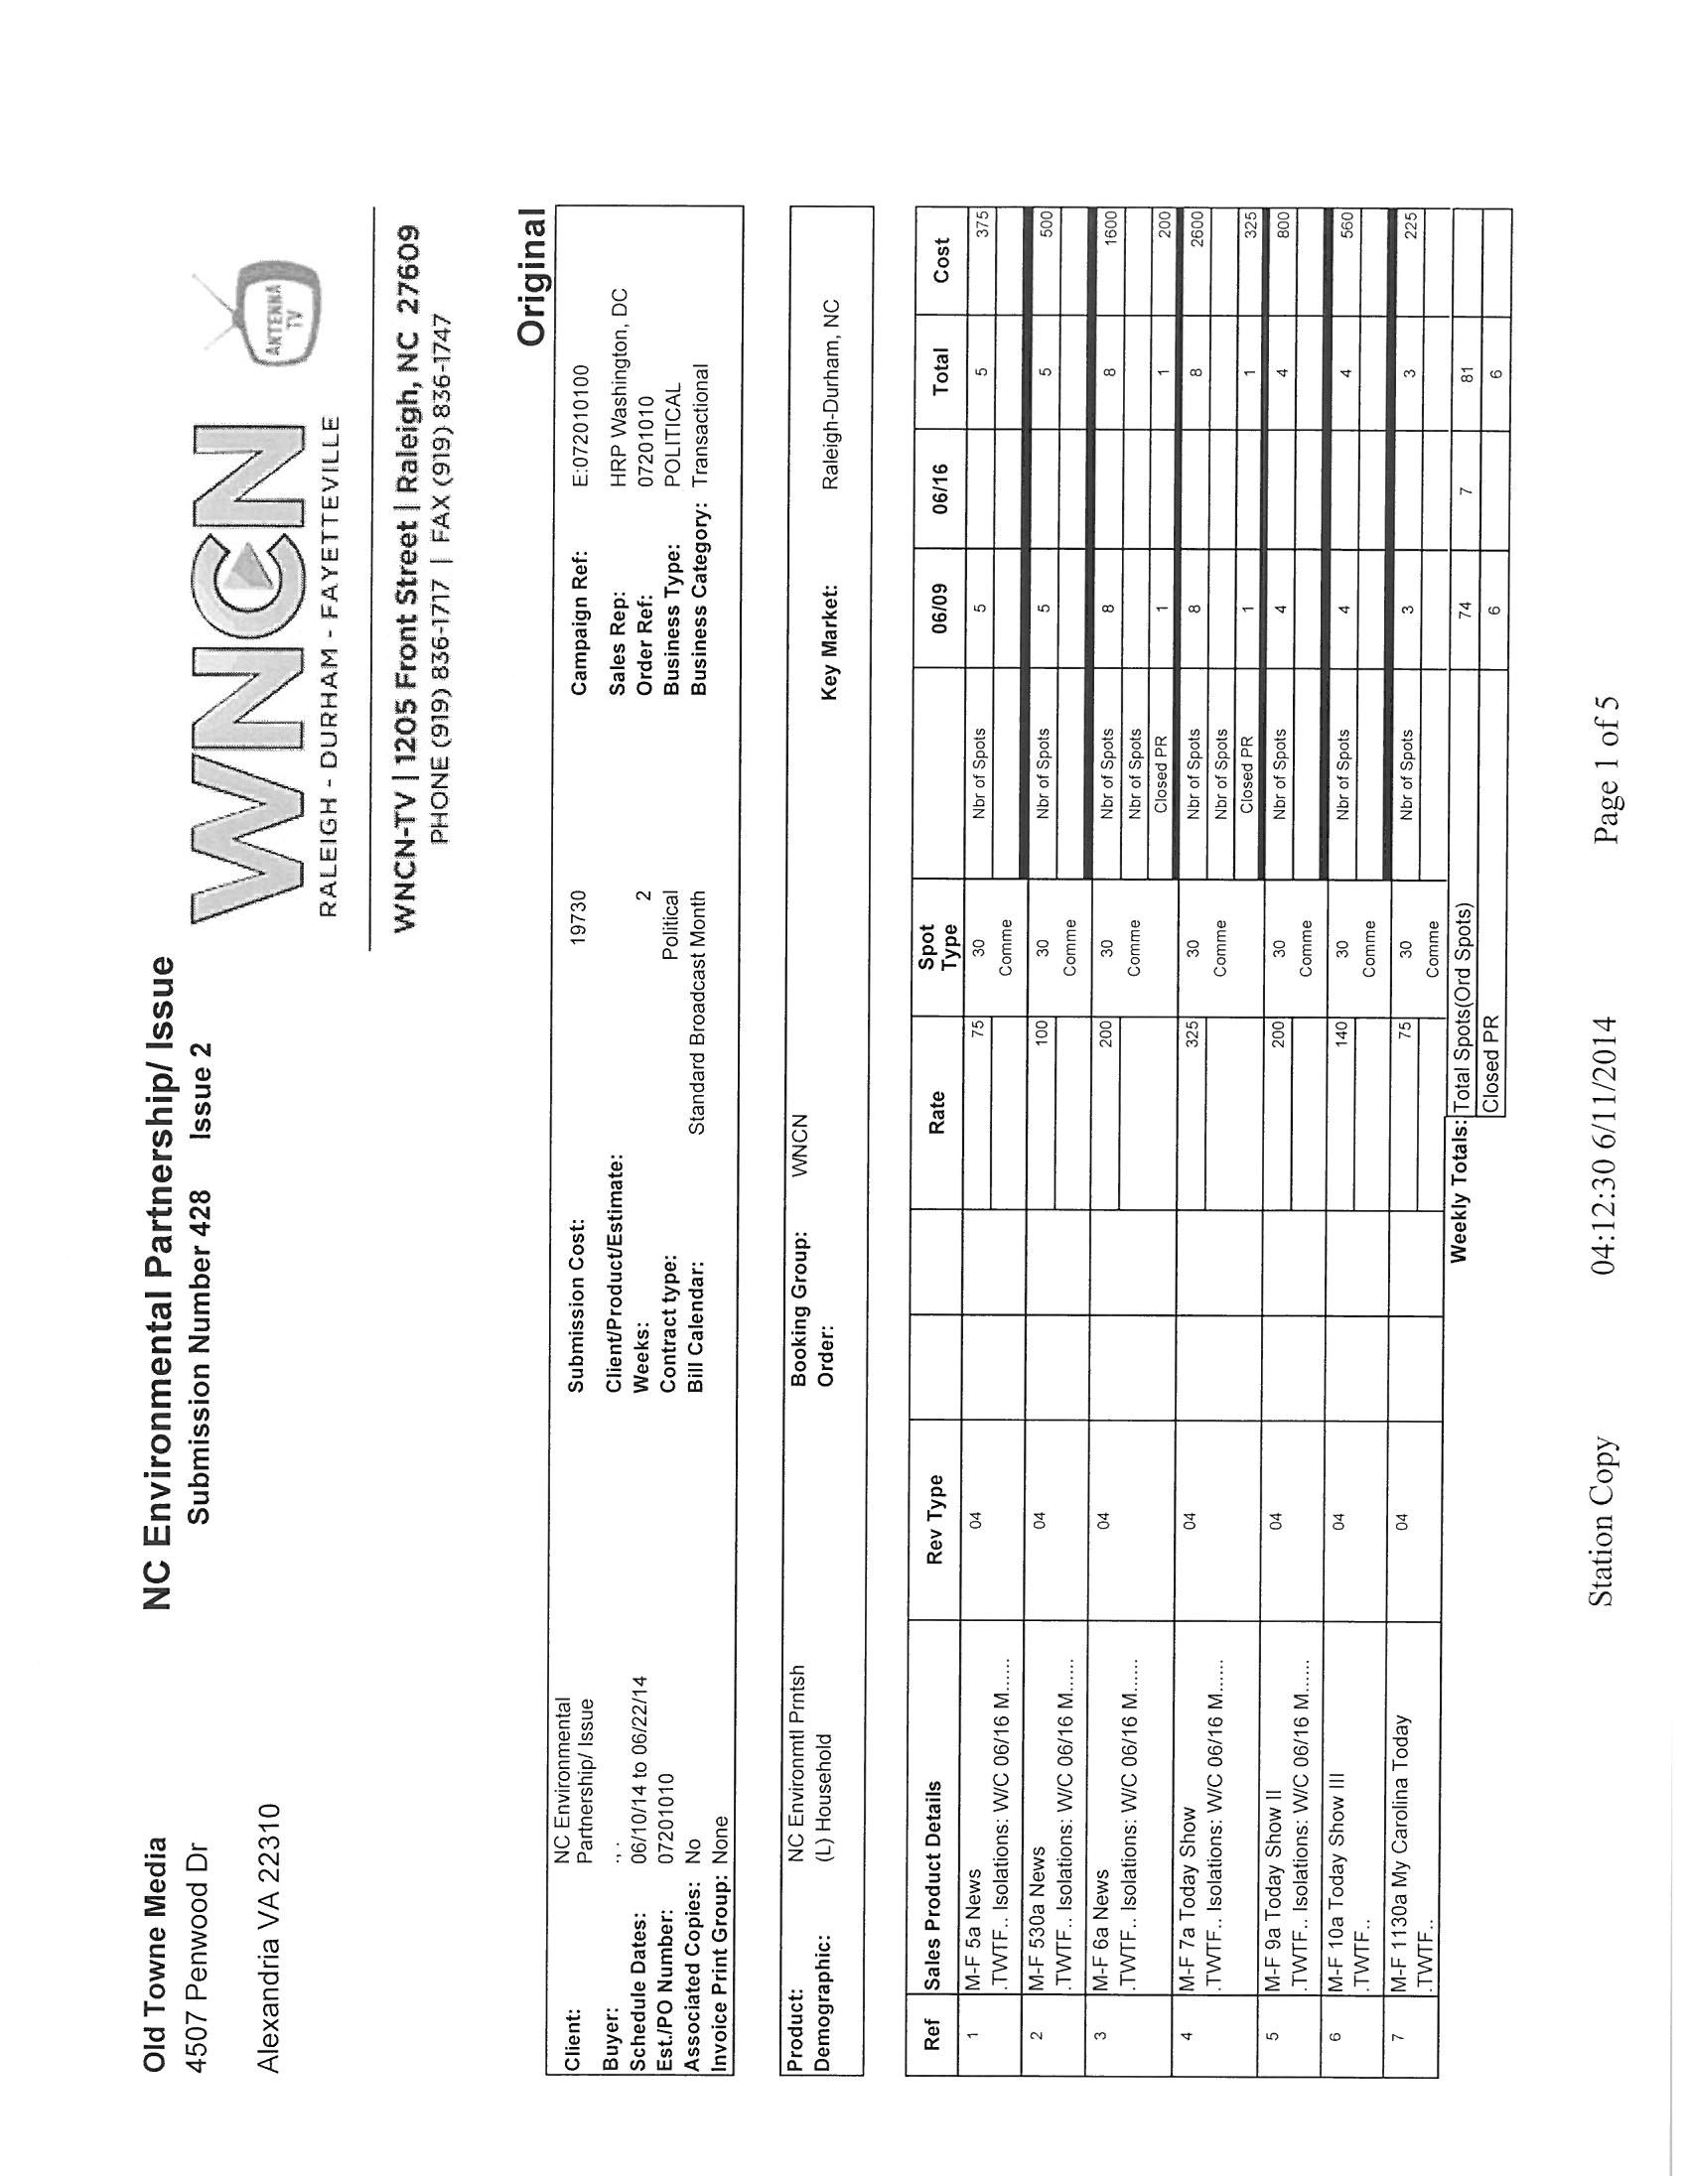 Old Towne Media
4507 Penwood Dr
Alexandria VA 22310
NC Environmental Partnership/ Issue
Submission Number 428 Issue 2
WNCN
RALEIGH - DURHAM - FAYETTEVILLE
ANTENNA
TV
WNCN-TV | 1205 Front Street | Raleigh, NC 27609
PHONE (919) 836-1717 | FAX (919) 836-1747
Original
Client: NC Environmental Partnership/ Issue
Buyer: ., .
Schedule Dates: 06/10/14 to 06/22/14
Est./PO Number: 07201010
Associated Copies: No
Invoice Print Group: None
Submission Cost: 19730
Client/Product/Estimate:
Weeks: 2
Contract type: Political
Bill Calendar: Standard Broadcast Month
Campaign Ref: E:072010100
Sales Rep: HRP Washington, DC
Order Ref: 07201010
Business Type: POLITICAL
Business Category: Transactional
Product: NC Environmtl Prntsh
Demographic: (L) Household
Booking Group: WNCN
Order:
Key Market: Raleigh-Durham, NC
Ref Sales Product Details Rev Type Rate Spot Type 06/09 06/16 Total Cost
1 M-F 5a News 04 75 30 Nbr of Spots 5 5 375
.TWTF.. Isolations: W/C 06/16 M...... Comme
2 M-F 530a News 04 100 30 Nbr of Spots 5 5 500
.TWTF.. Isolations: W/C 06/16 M...... Comme
3 M-F 6a News 04 200 30 Nbr of Spots 8 8 1600
.TWTF.. Isolations: W/C 06/16 M...... Comme Nbr of Spots
Closed PR 1 1 200
4 M-F 7a Today Show 04 325 30 Nbr of Spots 8 8 2600
.TWTF.. Isolations: W/C 06/16 M...... Comme Nbr of Spots
Closed PR 1 1 325
5 M-F 9a Today Show II 04 200 30 Nbr of Spots 4 4 800
.TWTF.. Isolations: W/C 06/16 M...... Comme
6 M-F 10a Today Show III 04 140 30 Nbr of Spots 4 4 560
.TWTF.. Comme
7 M-F 1130a My Carolina Today 04 75 30 Nbr of Spots 3 3 225
.TWTF.. Comme
Weekly Totals: Total Spots(Ord Spots) 74 7 81
Closed PR 6 6
Station Copy 04:12:30 6/11/2014 Page 1 of 5